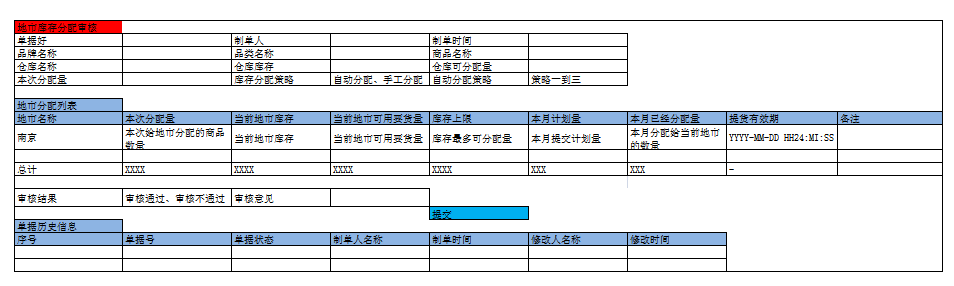 地市库存分配审核
单据好 制单人 制单时间
品牌名称 品类名称 商品名称
仓库名称 仓库库存 仓库可分配量
本次分配量 库存分配策略 自动分配、手工分配 自动分配策略 策略一到三
地市分配列表
地市名称 本次分配量 当前地市库存 当前地市可用要货量 库存上限 本月计划量 本月已经分配量 提货有效期 备注
南京 本次给地市分配的商品数量 当前地市库存 当前地市可用要货量 库存最多可分配量 本月提交计划量 本月分配给当前地市的数量 YYYY-MM-DD HH24:MI:SS
总计 XXXX XXXX XXXX XXXX XXX XXX -
审核结果 审核通过、审核不通过 审核意见
提交
单据历史信息
序号 单据号 单据状态 制单人名称 制单时间 修改人名称 修改时间